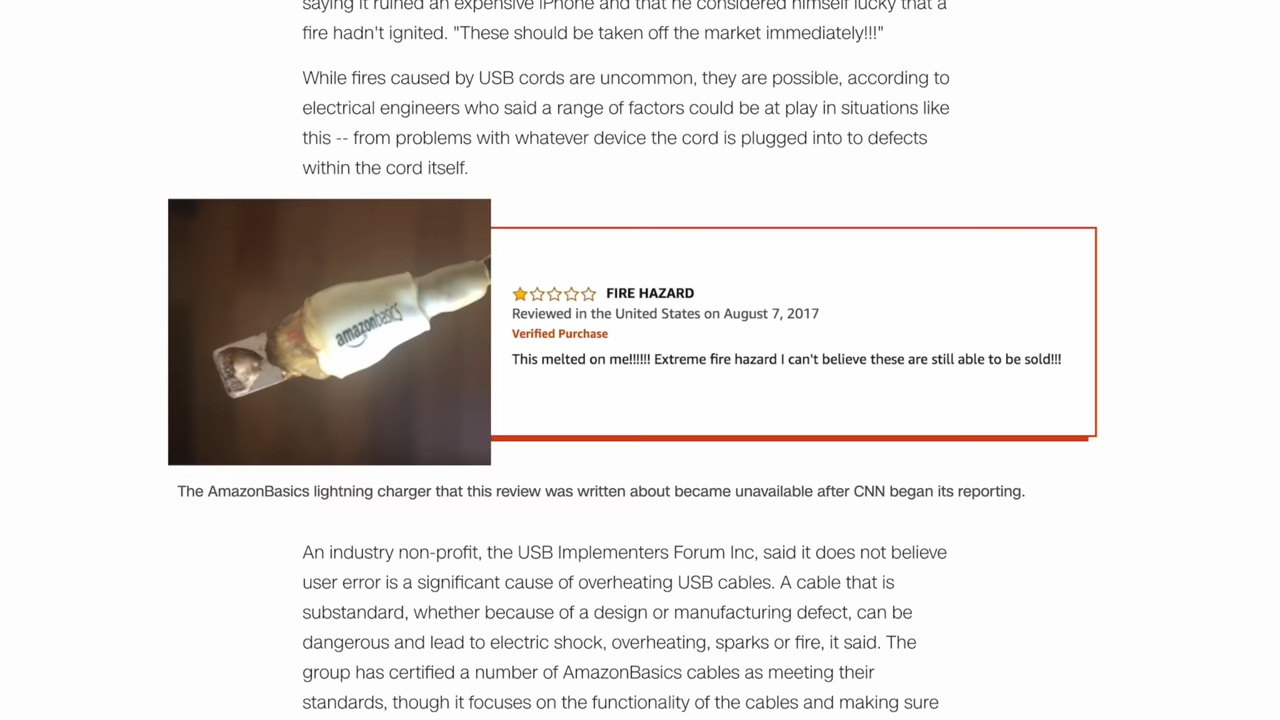 saying it ruined an expensive iPhone and that he considered himself lucky that a
fire hadn't ignited. "These should be taken off the market immediately!!!"
While fires caused by USB cords are uncommon, they are possible, according to
electrical engineers who said a range of factors could be at play in situations like
this -- from problems with whatever device the cord is plugged into to defects
within the cord itself.
amazonbasics
FIRE HAZARD
Reviewed in the United States on August 7, 2017
Verified Purchase
This melted on me!!!!!! Extreme fire hazard I can't believe these are still able to be sold!!!
The AmazonBasics lightning charger that this review was written about became unavailable after CNN began its reporting.
An industry non-profit, the USB Implementers Forum Inc, said it does not believe
user error is a significant cause of overheating USB cables. A cable that is
substandard, whether because of a design or manufacturing defect, can be
dangerous and lead to electric shock, overheating, sparks or fire, it said. The
group has certified a number of AmazonBasics cables as meeting their
standards, though it focuses on the functionality of the cables and making sure